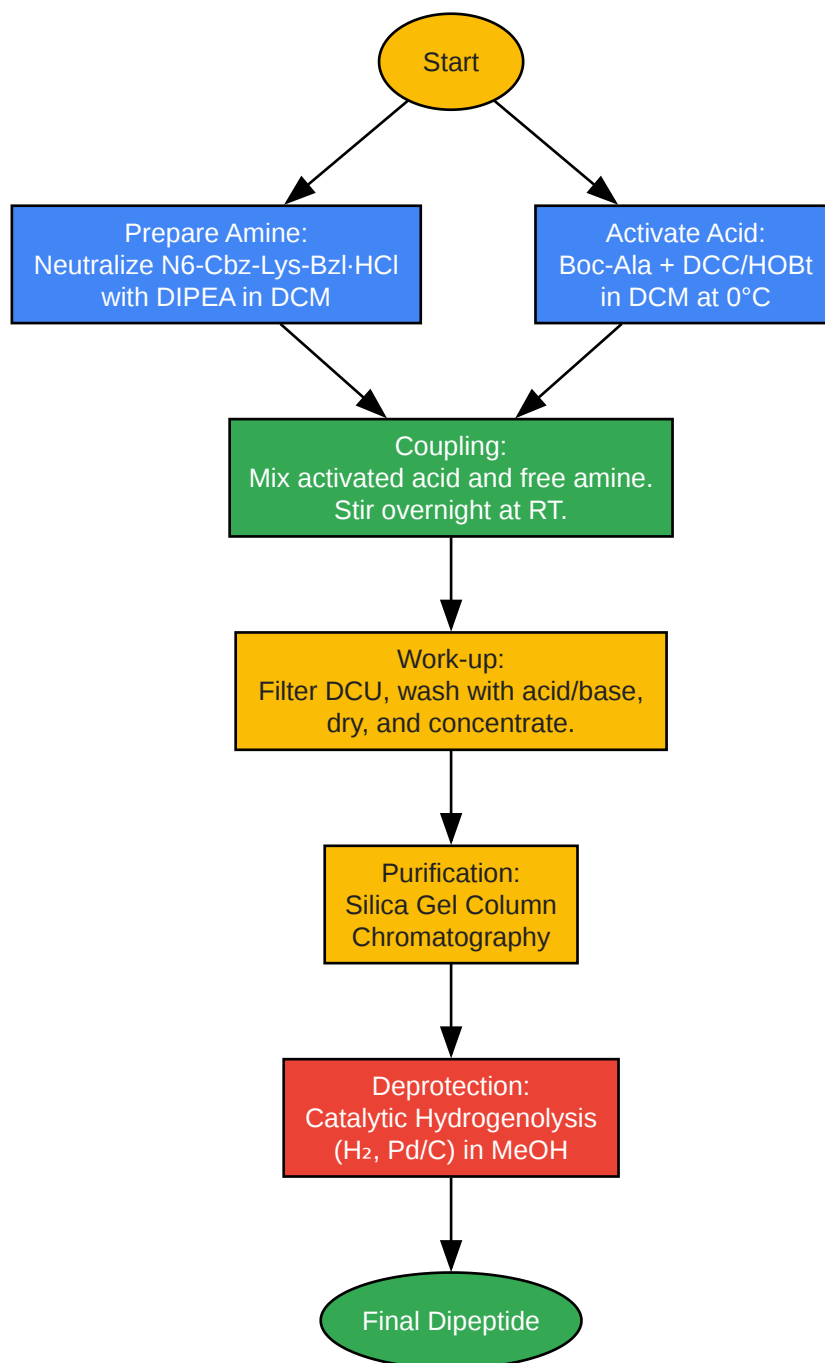 Start
Prepare Amine:
Neutralize N6-Cbz-Lys-Bzl·HCl
with DIPEA in DCM
Activate Acid:
Boc-Ala + DCC/HOBt
in DCM at 0°C
Coupling:
Mix activated acid and free amine.
Stir overnight at RT.
Work-up:
Filter DCU, wash with acid/base,
dry, and concentrate.
Purification:
Silica Gel Column
Chromatography
Deprotection:
Catalytic Hydrogenolysis
(H₂, Pd/C) in MeOH
Final Dipeptide